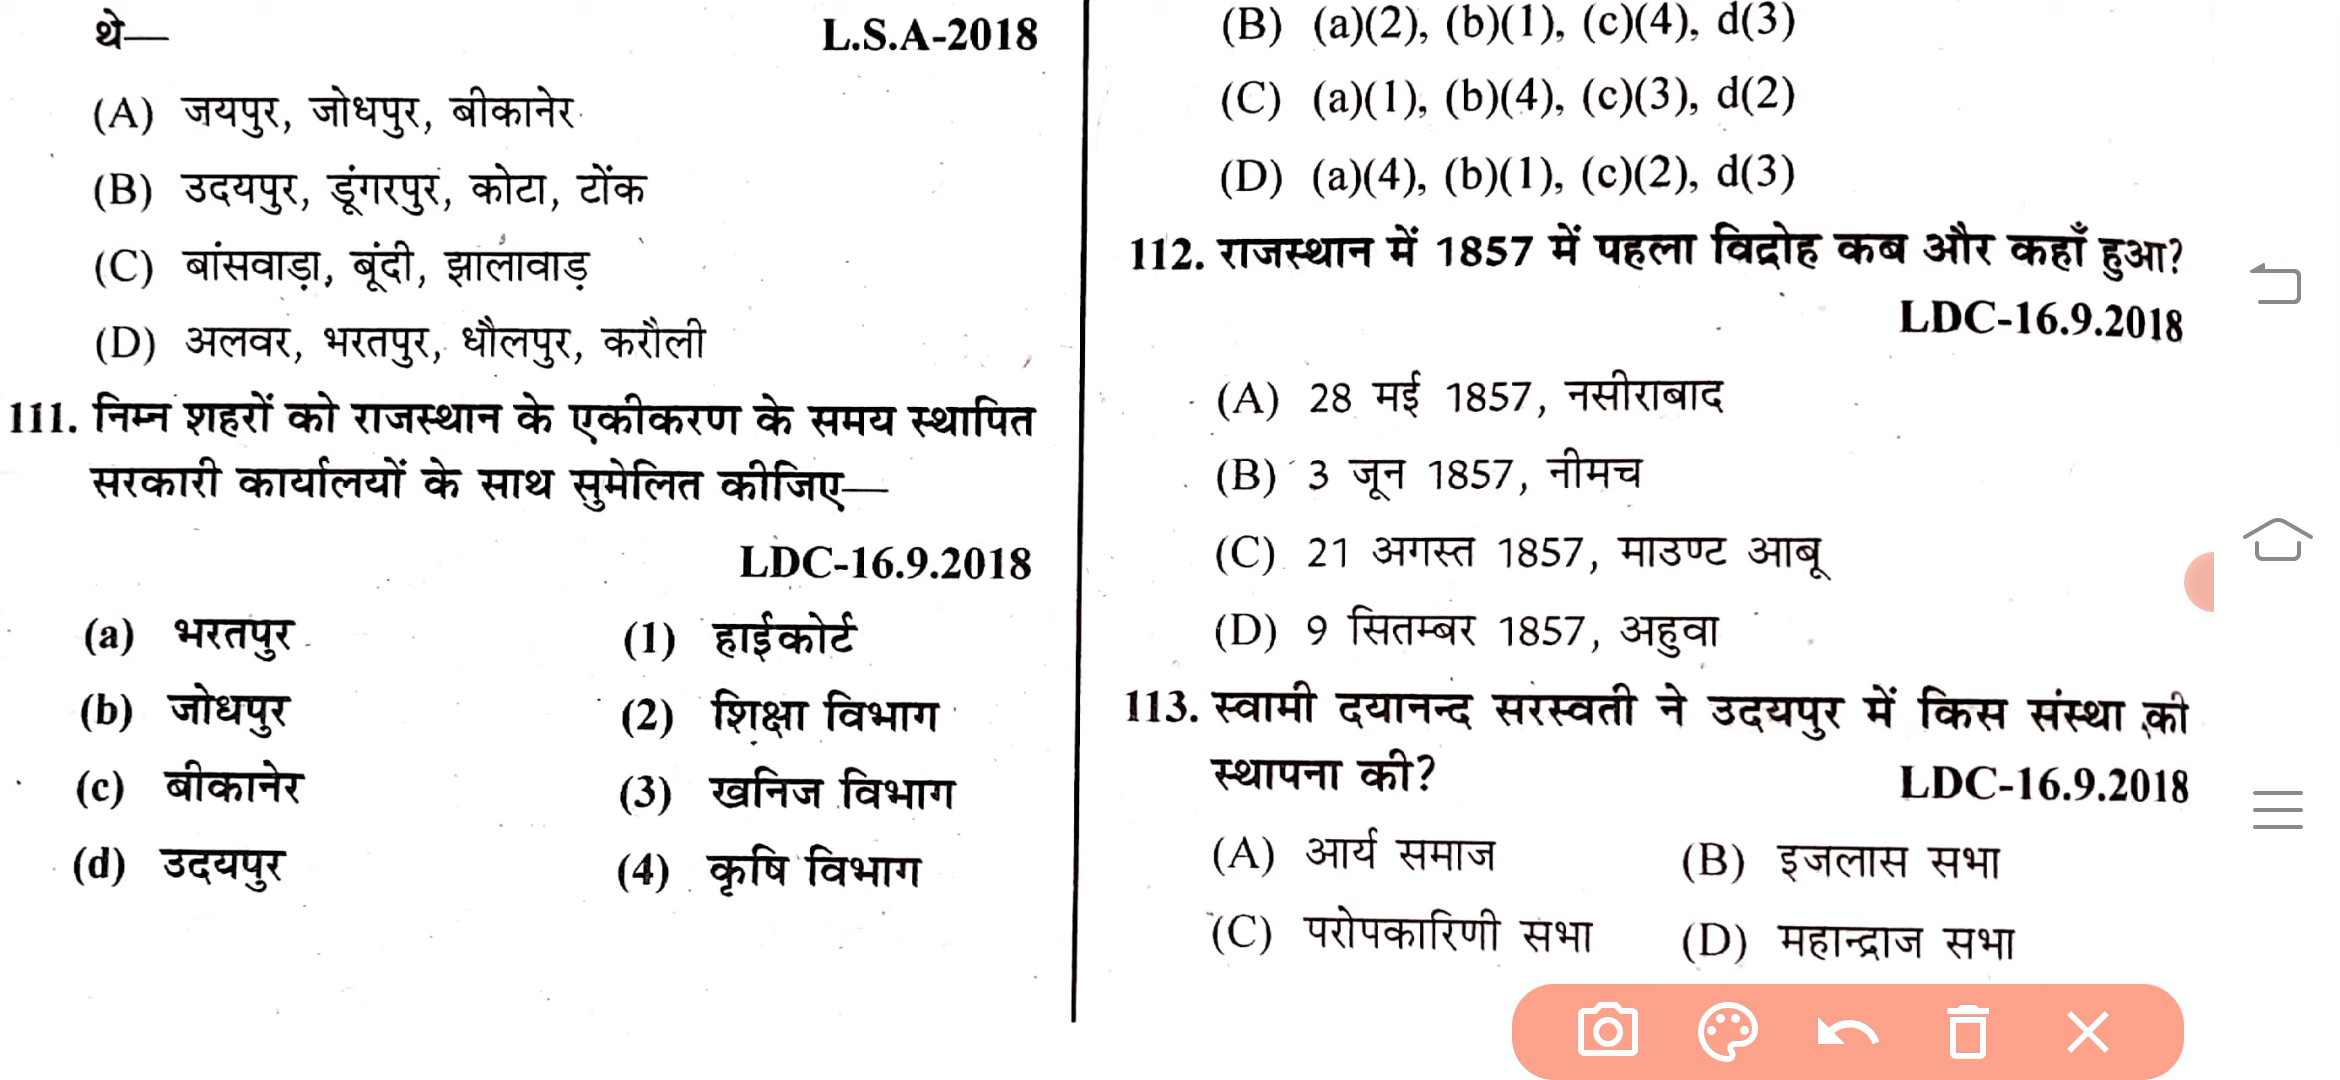 थे—
L.S.A-2018
(A) जयपुर, जोधपुर, बीकानेर
(B) उदयपुर, डूंगरपुर, कोटा, टोंक
(C) बांसवाड़ा, बूंदी, झालावाड़
(D) अलवर, भरतपुर, धौलपुर, करौली
111. निम्न शहरों को राजस्थान के एकीकरण के समय स्थापित
सरकारी कार्यालयों के साथ सुमेलित कीजिए—
LDC-16.9.2018
(a) भरतपुर (1) हाईकोर्ट
(b) जोधपुर (2) शिक्षा विभाग
(c) बीकानेर (3) खनिज विभाग
(d) उदयपुर (4) कृषि विभाग
(B) (a)(2), (b)(1), (c)(4), d(3)
(C) (a)(1), (b)(4), (c)(3), d(2)
(D) (a)(4), (b)(1), (c)(2), d(3)
112. राजस्थान में 1857 में पहला विद्रोह कब और कहाँ हुआ?
LDC-16.9.2018
(A) 28 मई 1857, नसीराबाद
(B) 3 जून 1857, नीमच
(C) 21 अगस्त 1857, माउण्ट आबू
(D) 9 सितम्बर 1857, अहुवा
113. स्वामी दयानन्द सरस्वती ने उदयपुर में किस संस्था की
स्थापना की? LDC-16.9.2018
(A) आर्य समाज (B) इजलास सभा
(C) परोपकारिणी सभा (D) महान्द्राज सभा